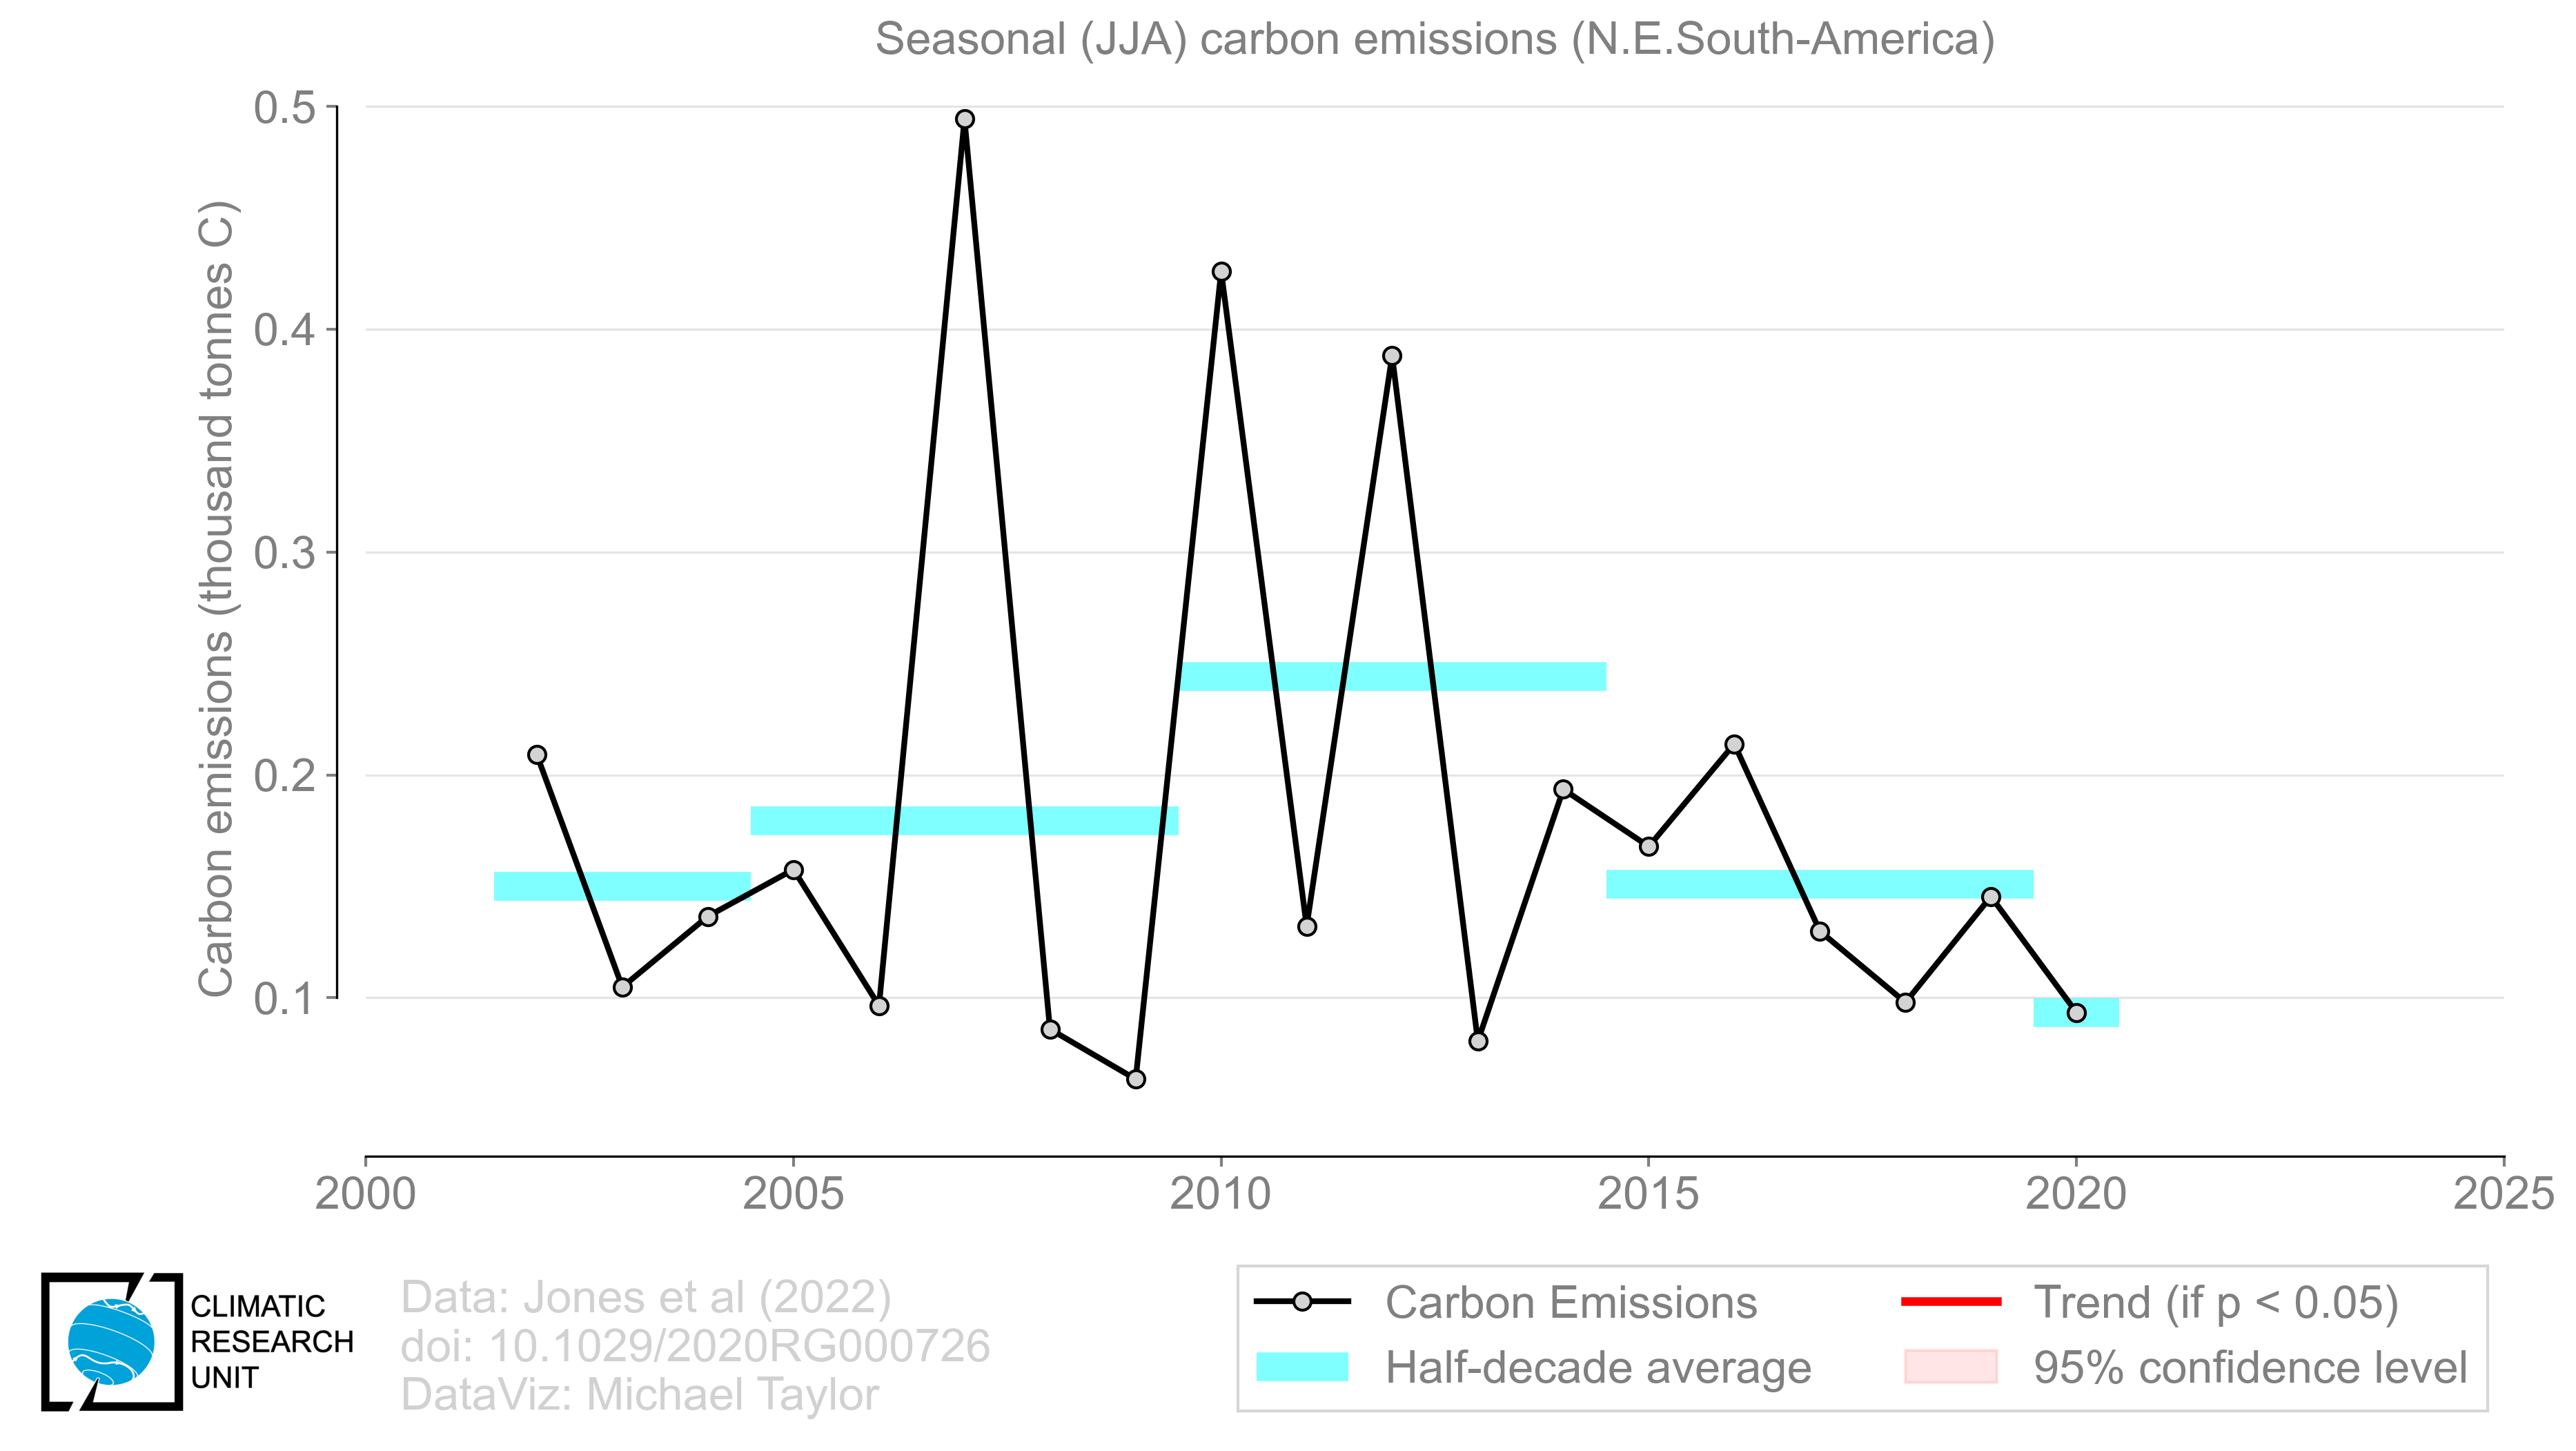 Seasonal (JJA) carbon emissions (N.E.South-America)
Carbon emissions (thousand tonnes C)
0.5
0.4
0.3
0.2
0.1
2000 2005 2010 2015 2020 2025
CLIMATIC
RESEARCH
UNIT
Data: Jones et al (2022)
doi: 10.1029/2020RG000726
DataViz: Michael Taylor
Carbon Emissions
Half-decade average
Trend (if p < 0.05)
95% confidence level